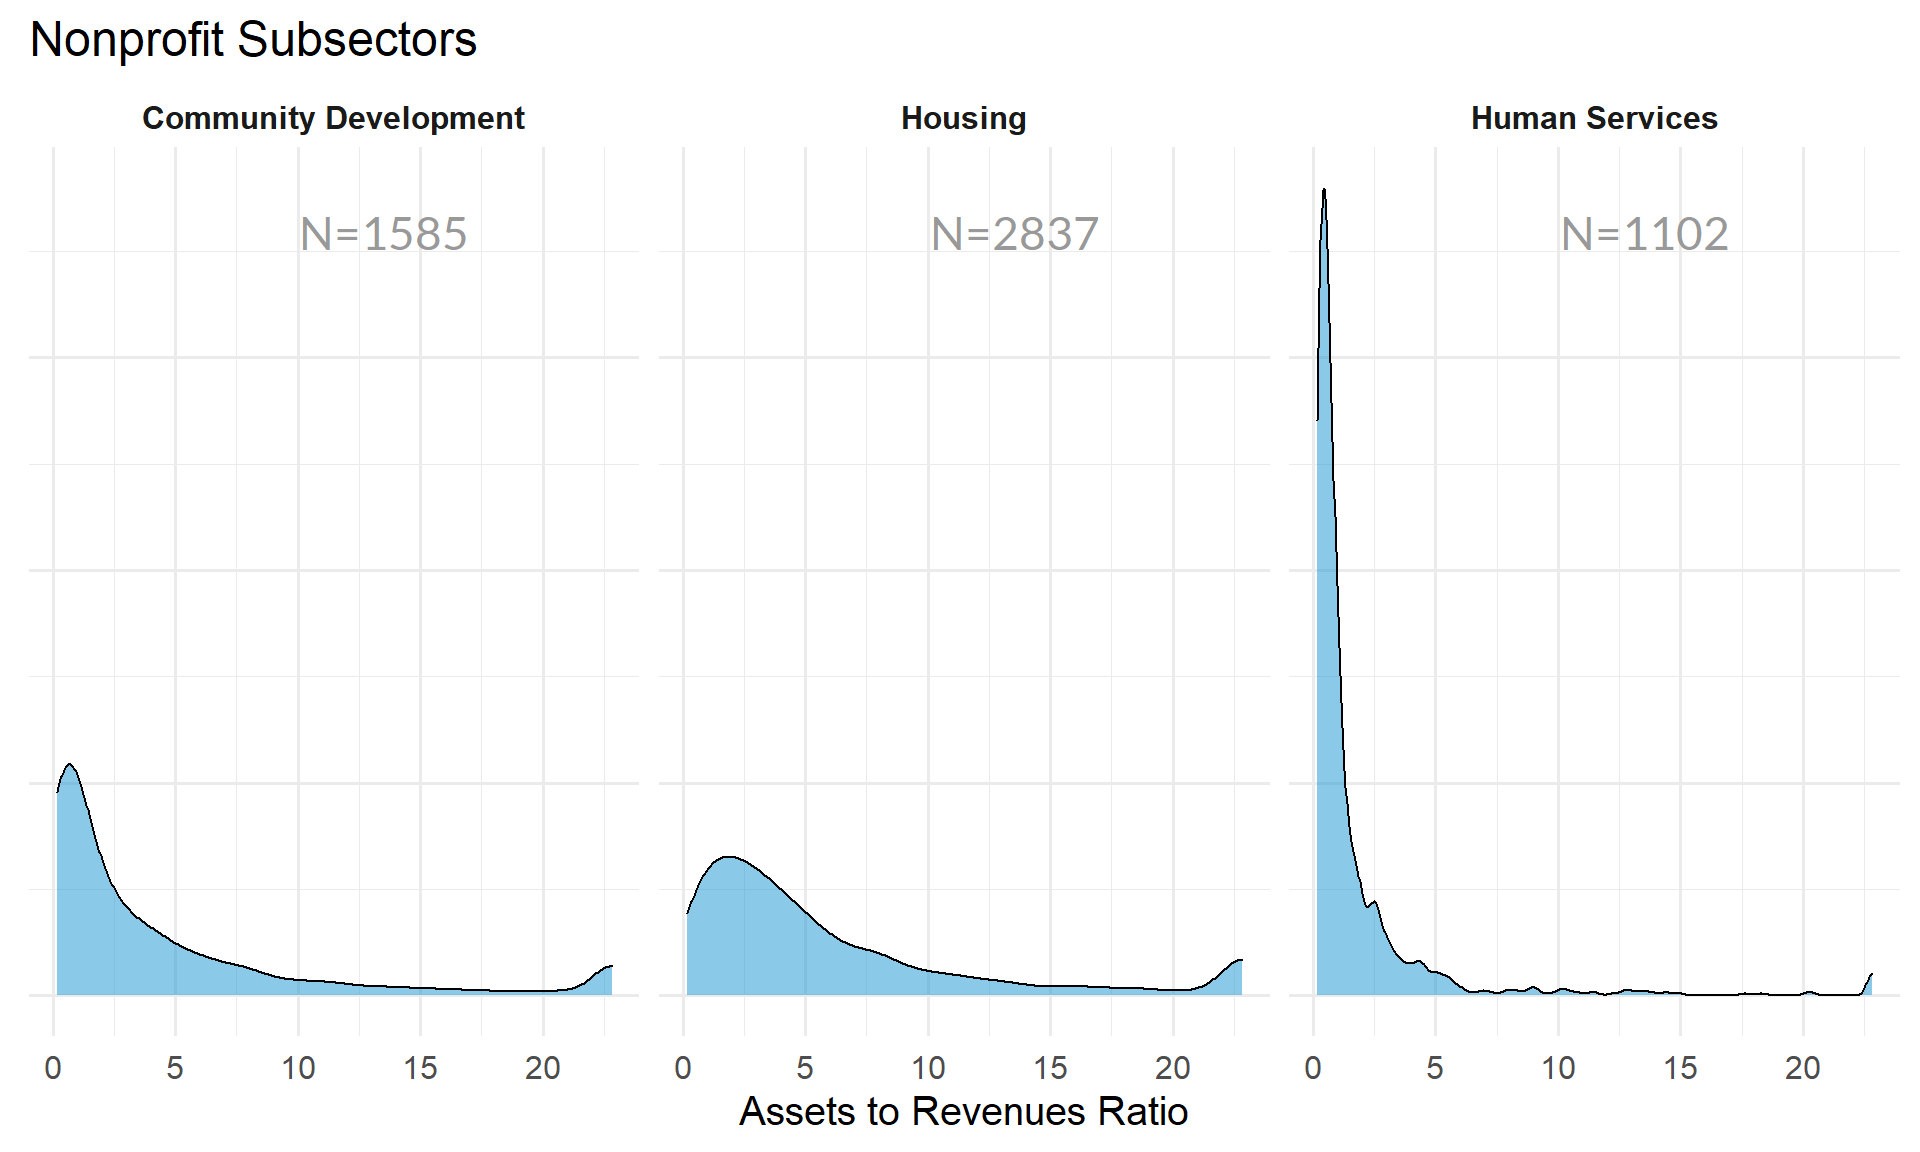 Nonprofit Subsectors
Community Development Housing Human Services
N=1585 N=2837 N=1102
0 5 10 15 20 0 5 10 15 20 0 5 10 15 20
Assets to Revenues Ratio